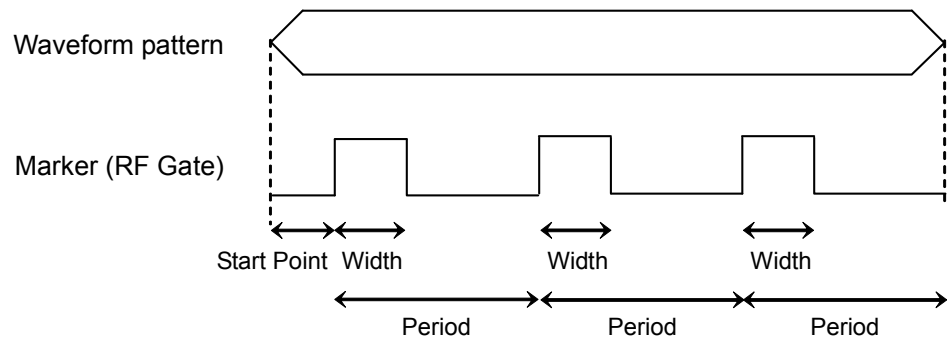 Waveform pattern
Marker (RF Gate)
Start Point Width Width Width
Period Period Period